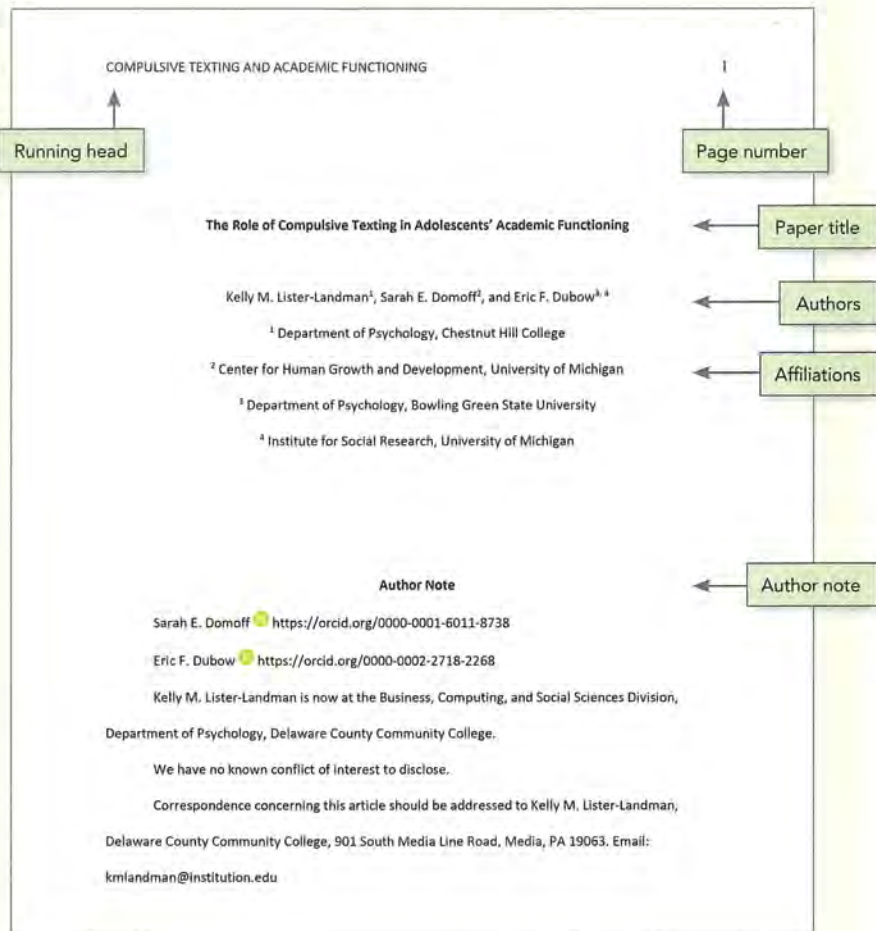 COMPULSIVE TEXTING AND ACADEMIC FUNCTIONING 1
Running head
Page number
The Role of Compulsive Texting in Adolescents’ Academic Functioning
Paper title
Kelly M. Lister-Landman¹, Sarah E. Domoff², and Eric F. Dubow³, ⁴
Authors
¹ Department of Psychology, Chestnut Hill College
² Center for Human Growth and Development, University of Michigan
Affiliations
³ Department of Psychology, Bowling Green State University
⁴ Institute for Social Research, University of Michigan
Author Note
Author note
Sarah E. Domoff iD https://orcid.org/0000-0001-6011-8738
Eric F. Dubow iD https://orcid.org/0000-0002-2718-2268
Kelly M. Lister-Landman is now at the Business, Computing, and Social Sciences Division,
Department of Psychology, Delaware County Community College.
We have no known conflict of interest to disclose.
Correspondence concerning this article should be addressed to Kelly M. Lister-Landman,
Delaware County Community College, 901 South Media Line Road, Media, PA 19063. Email:
kmlandman@institution.edu